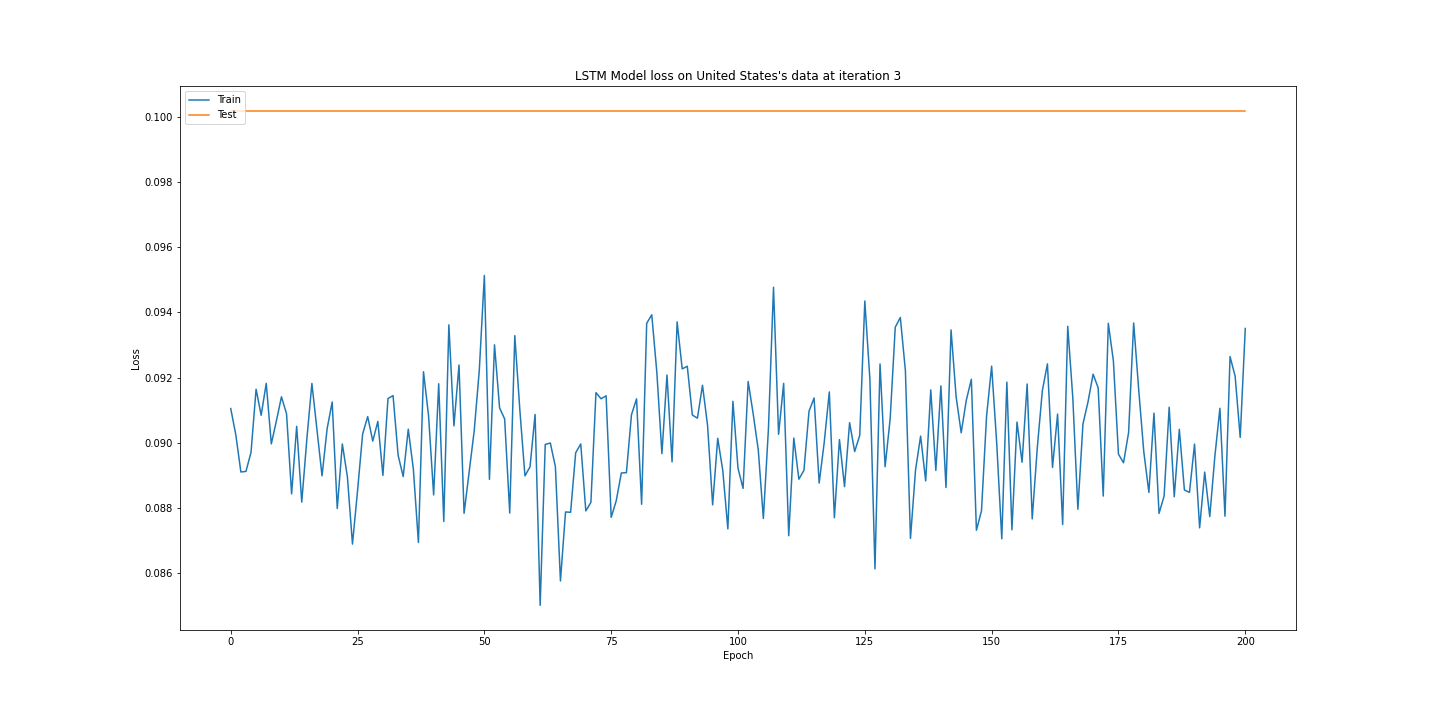 LSTM Model loss on United States's data at iteration 3
Train
Test
0.100
0.098
0.096
0.094
0.092
0.090
0.088
0.086
Loss
0 25 50 75 100 125 150 175 200
Epoch